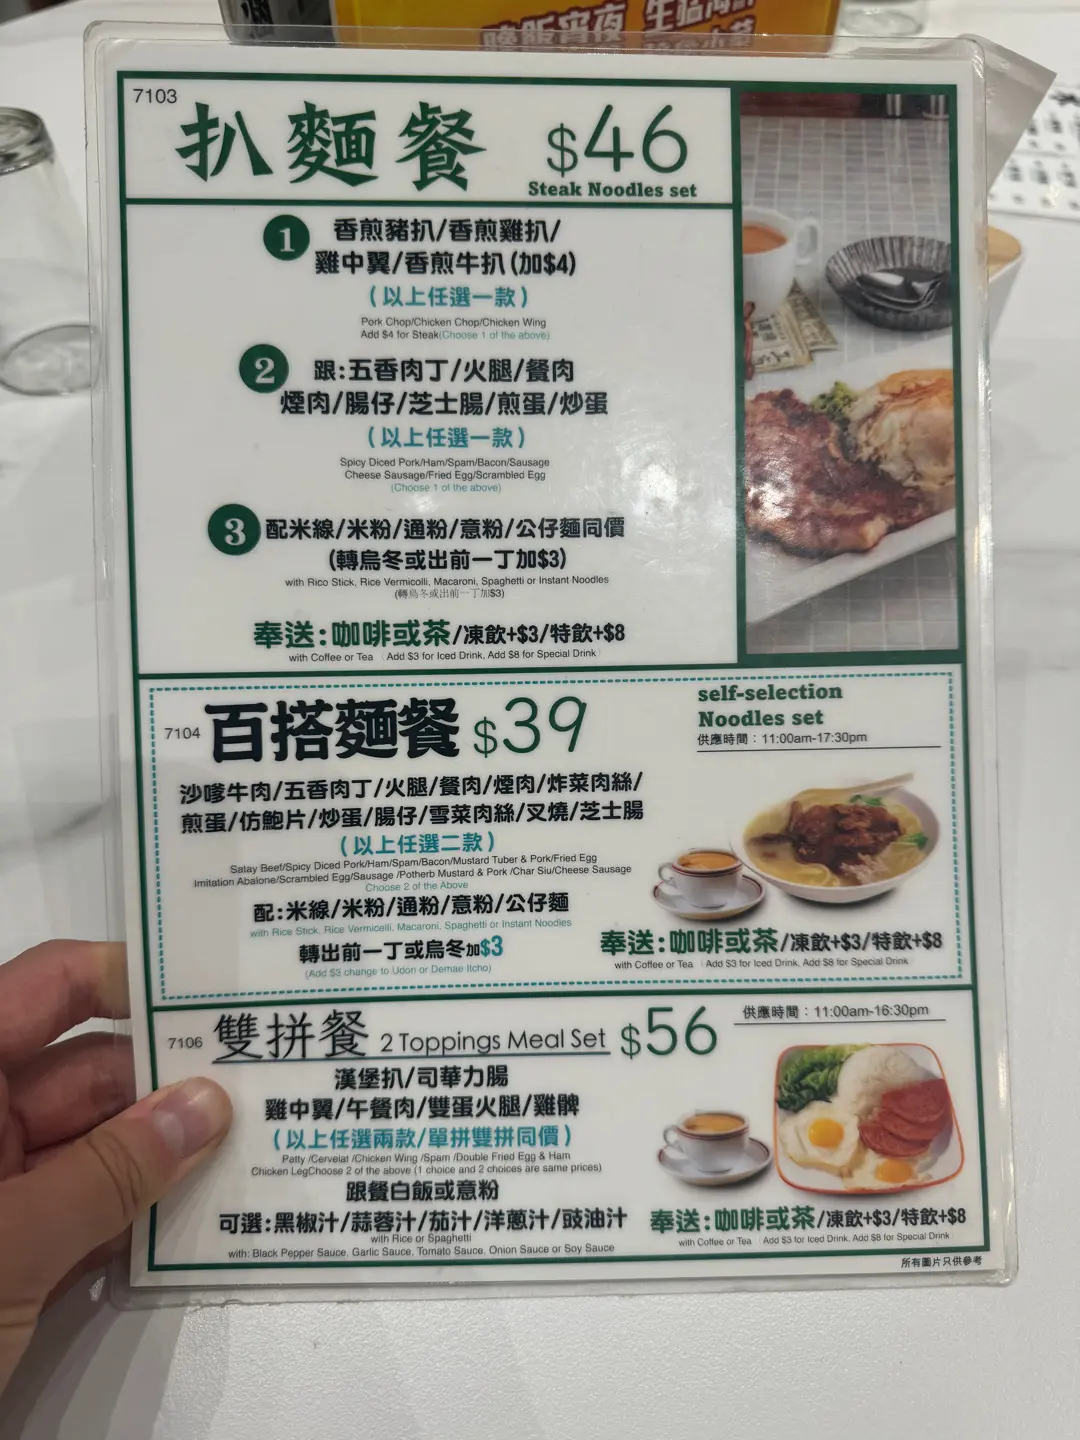 晚飯宵夜 生猛海鮮
7103
扒麵餐 $46
Steak Noodles set
1 香煎豬扒/香煎雞扒/
雞中翼/香煎牛扒(加$4)
(以上任選一款)
Pork Chop/Chicken Chop/Chicken Wing
Add $4 for Steak(Choose 1 of the above)
2 跟:五香肉丁/火腿/餐肉
煙肉/腸仔/芝士腸/煎蛋/炒蛋
(以上任選一款)
Spicy Diced Pork/Ham/Spam/Bacon/Sausage
Cheese Sausage/Fried Egg/Scrambled Egg
(Choose 1 of the above)
3 配米線/米粉/通粉/意粉/公仔麵同價
(轉烏冬或出前一丁加$3)
with Rico Stick, Rice Vermicolli, Macaroni, Spaghetti or Instant Noodles
(轉烏冬或出前一丁加$3)
奉送:咖啡或茶/凍飲+$3/特飲+$8
with Coffee or Tea (Add $3 for Iced Drink, Add $8 for Special Drink)
7104 百搭麵餐 $39
self-selection
Noodles set
供應時間：11:00am-17:30pm
沙嗲牛肉/五香肉丁/火腿/餐肉/煙肉/炸菜肉絲/
煎蛋/仿鮑片/炒蛋/腸仔/雪菜肉絲/叉燒/芝士腸
(以上任選二款)
Satay Beef/Spicy Diced Pork/Ham/Spam/Bacon/Mustard Tuber & Pork/Fried Egg
Imitation Abalone/Scrambled Egg/Sausage /Potherb Mustard & Pork /Char Siu/Cheese Sausage
Choose 2 of the Above
配:米線/米粉/通粉/意粉/公仔麵
with Rice Stick, Rice Vermicelli, Macaroni, Spaghetti or Instant Noodles
轉出前一丁或烏冬加$3
(Add $3 change to Udon or Demae Itcho)
奉送:咖啡或茶/凍飲+$3/特飲+$8
with Coffee or Tea (Add $3 for Iced Drink, Add $8 for Special Drink)
7106 雙拼餐 2 Toppings Meal Set $56
供應時間：11:00am-16:30pm
漢堡扒/司華力腸
雞中翼/午餐肉/雙蛋火腿/雞髀
(以上任選兩款/單拼雙拼同價)
Patty /Cervelat /Chicken Wing /Spam /Double Fried Egg & Ham
Chicken LegChoose 2 of the above (1 choice and 2 choices are same prices)
跟餐白飯或意粉
可選:黑椒汁/蒜蓉汁/茄汁/洋蔥汁/豉油汁
with Rice or Spaghetti
with: Black Pepper Sauce, Garlic Sauce, Tomato Sauce, Onion Sauce or Soy Sauce
奉送:咖啡或茶/凍飲+$3/特飲+$8
with Coffee or Tea (Add $3 for Iced Drink, Add $8 for Special Drink)
所有圖片只供參考